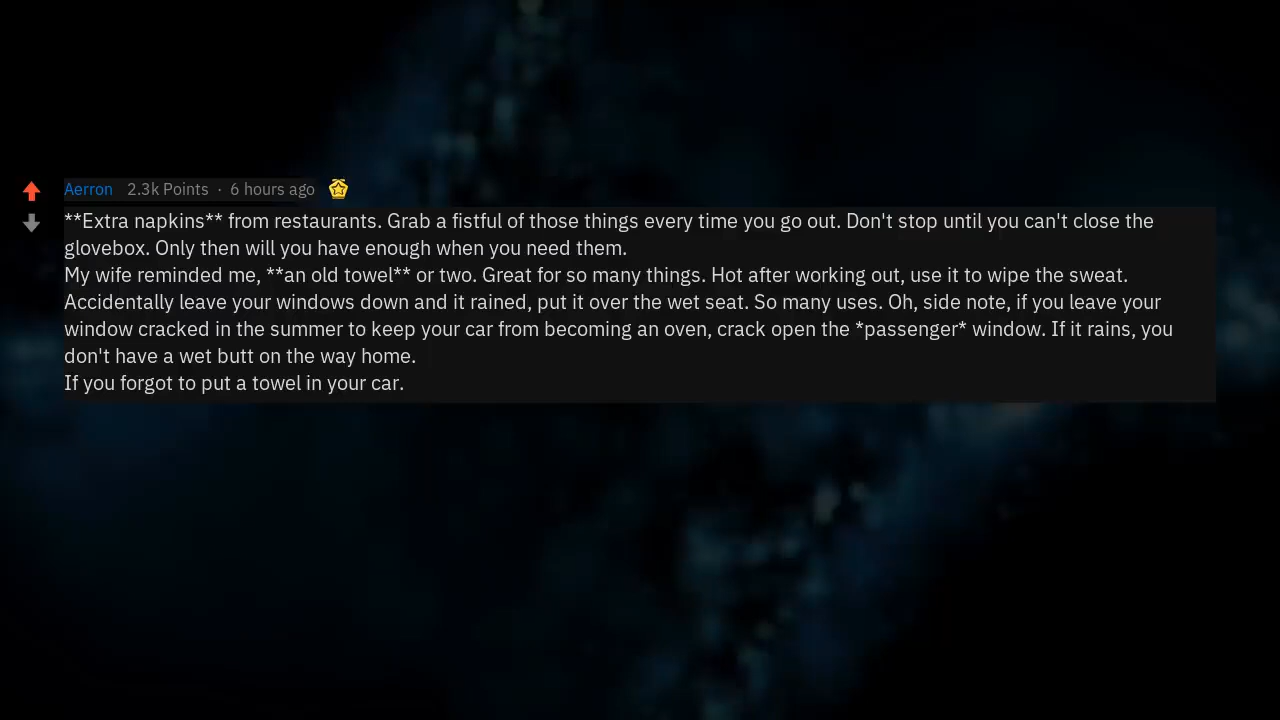 Aerron 2.3k Points · 6 hours ago
**Extra napkins** from restaurants. Grab a fistful of those things every time you go out. Don't stop until you can't close the
glovebox. Only then will you have enough when you need them.
My wife reminded me, **an old towel** or two. Great for so many things. Hot after working out, use it to wipe the sweat.
Accidentally leave your windows down and it rained, put it over the wet seat. So many uses. Oh, side note, if you leave your
window cracked in the summer to keep your car from becoming an oven, crack open the *passenger* window. If it rains, you
don't have a wet butt on the way home.
If you forgot to put a towel in your car.